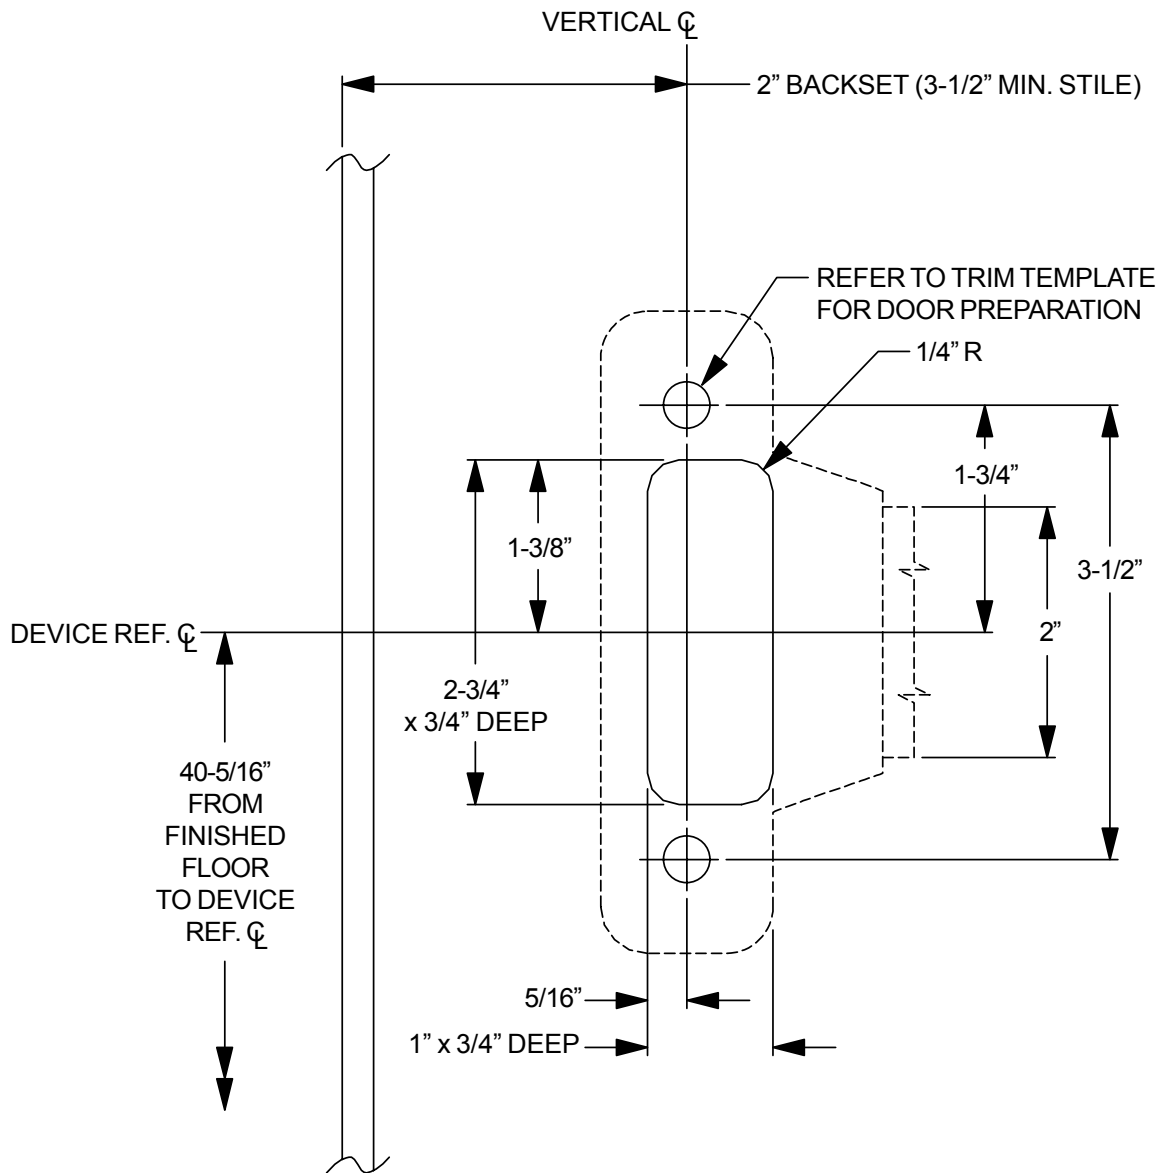 VERTICAL ℄
2” BACKSET (3-1/2” MIN. STILE)
REFER TO TRIM TEMPLATE
FOR DOOR PREPARATION
1/4” R
1-3/4”
1-3/8”
3-1/2”
DEVICE REF. ℄
2”
2-3/4”
x 3/4” DEEP
40-5/16”
FROM
FINISHED
FLOOR
TO DEVICE
REF. ℄
5/16”
1” x 3/4” DEEP